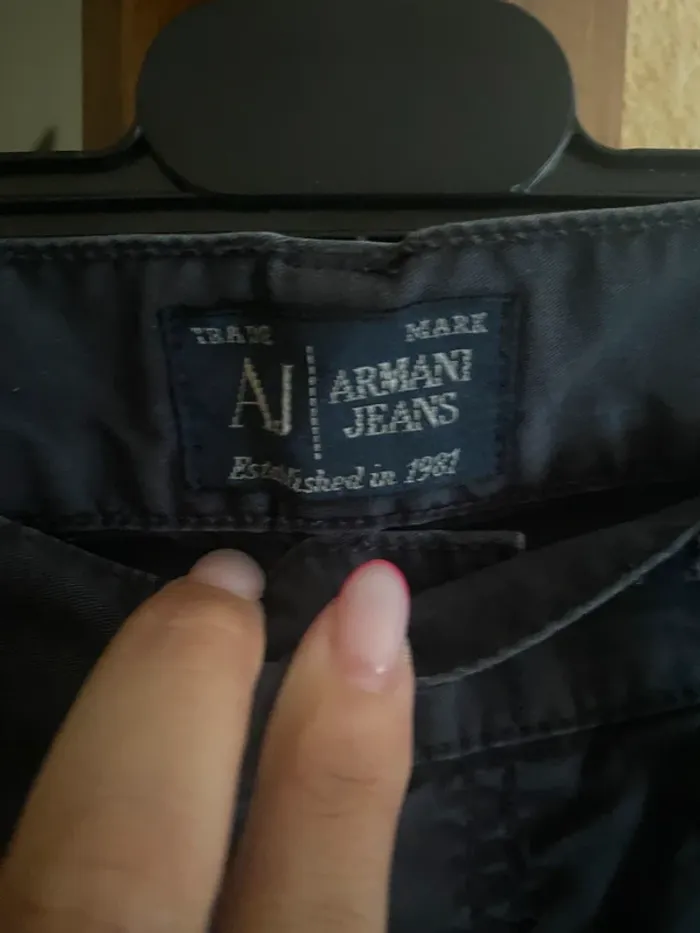 TRADE MARK
AJ ARMANI
JEANS
Established in 1981